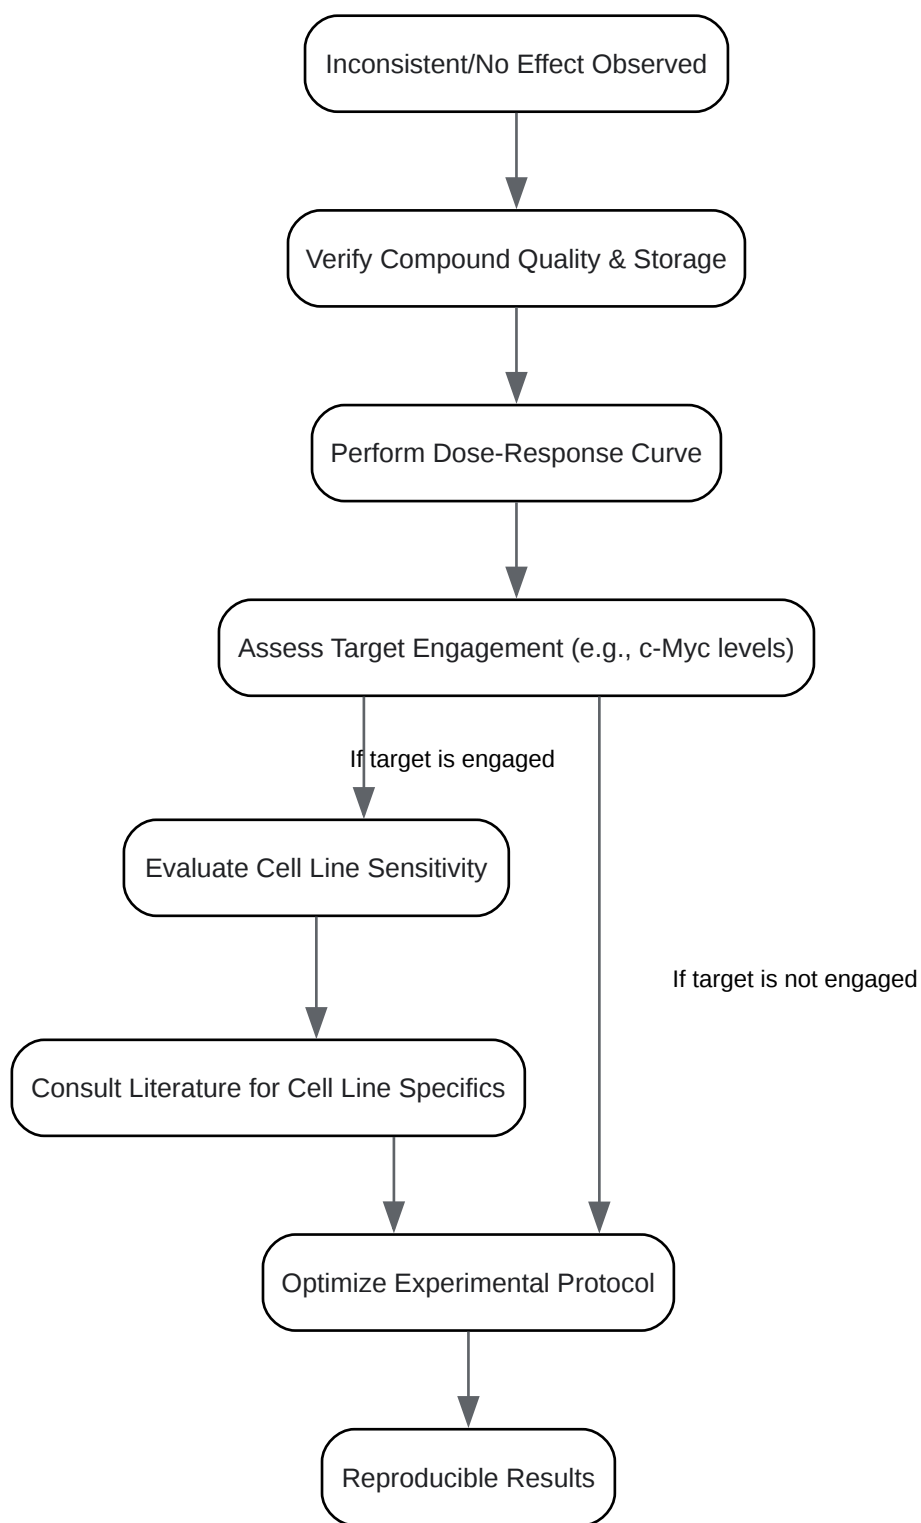 Inconsistent/No Effect Observed
Verify Compound Quality & Storage
Perform Dose-Response Curve
Assess Target Engagement (e.g., c-Myc levels)
If target is engaged
Evaluate Cell Line Sensitivity
If target is not engaged
Consult Literature for Cell Line Specifics
Optimize Experimental Protocol
Reproducible Results